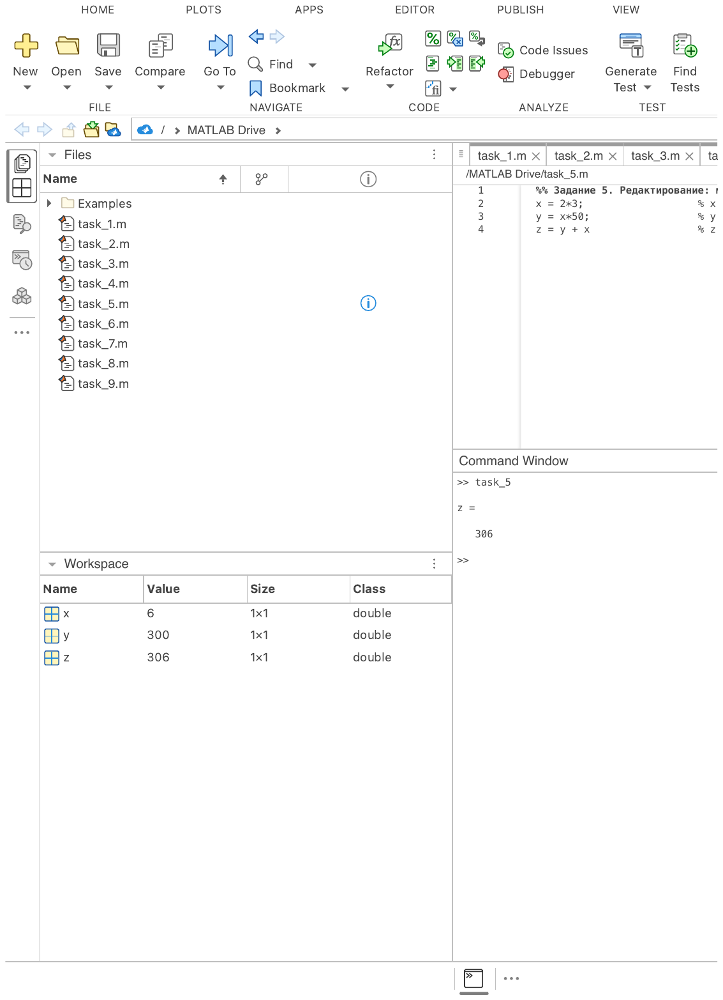 HOME PLOTS APPS EDITOR PUBLISH VIEW
New Open Save Compare Go To Find Bookmark Refactor Code Issues Debugger Generate Test Find Tests
FILE NAVIGATE CODE ANALYZE TEST
/ MATLAB Drive
Files
Name
Examples
task_1.m
task_2.m
task_3.m
task_4.m
task_5.m
task_6.m
task_7.m
task_8.m
task_9.m
Workspace
Name Value Size Class
x 6 1×1 double
y 300 1×1 double
z 306 1×1 double
task_1.m task_2.m task_3.m ta
/MATLAB Drive/task_5.m
1 %% Задание 5. Редактирование:
2 x = 2*3; % x
3 y = x*50; % y
4 z = y + x % z
Command Window
>> task_5
z =
306
>>